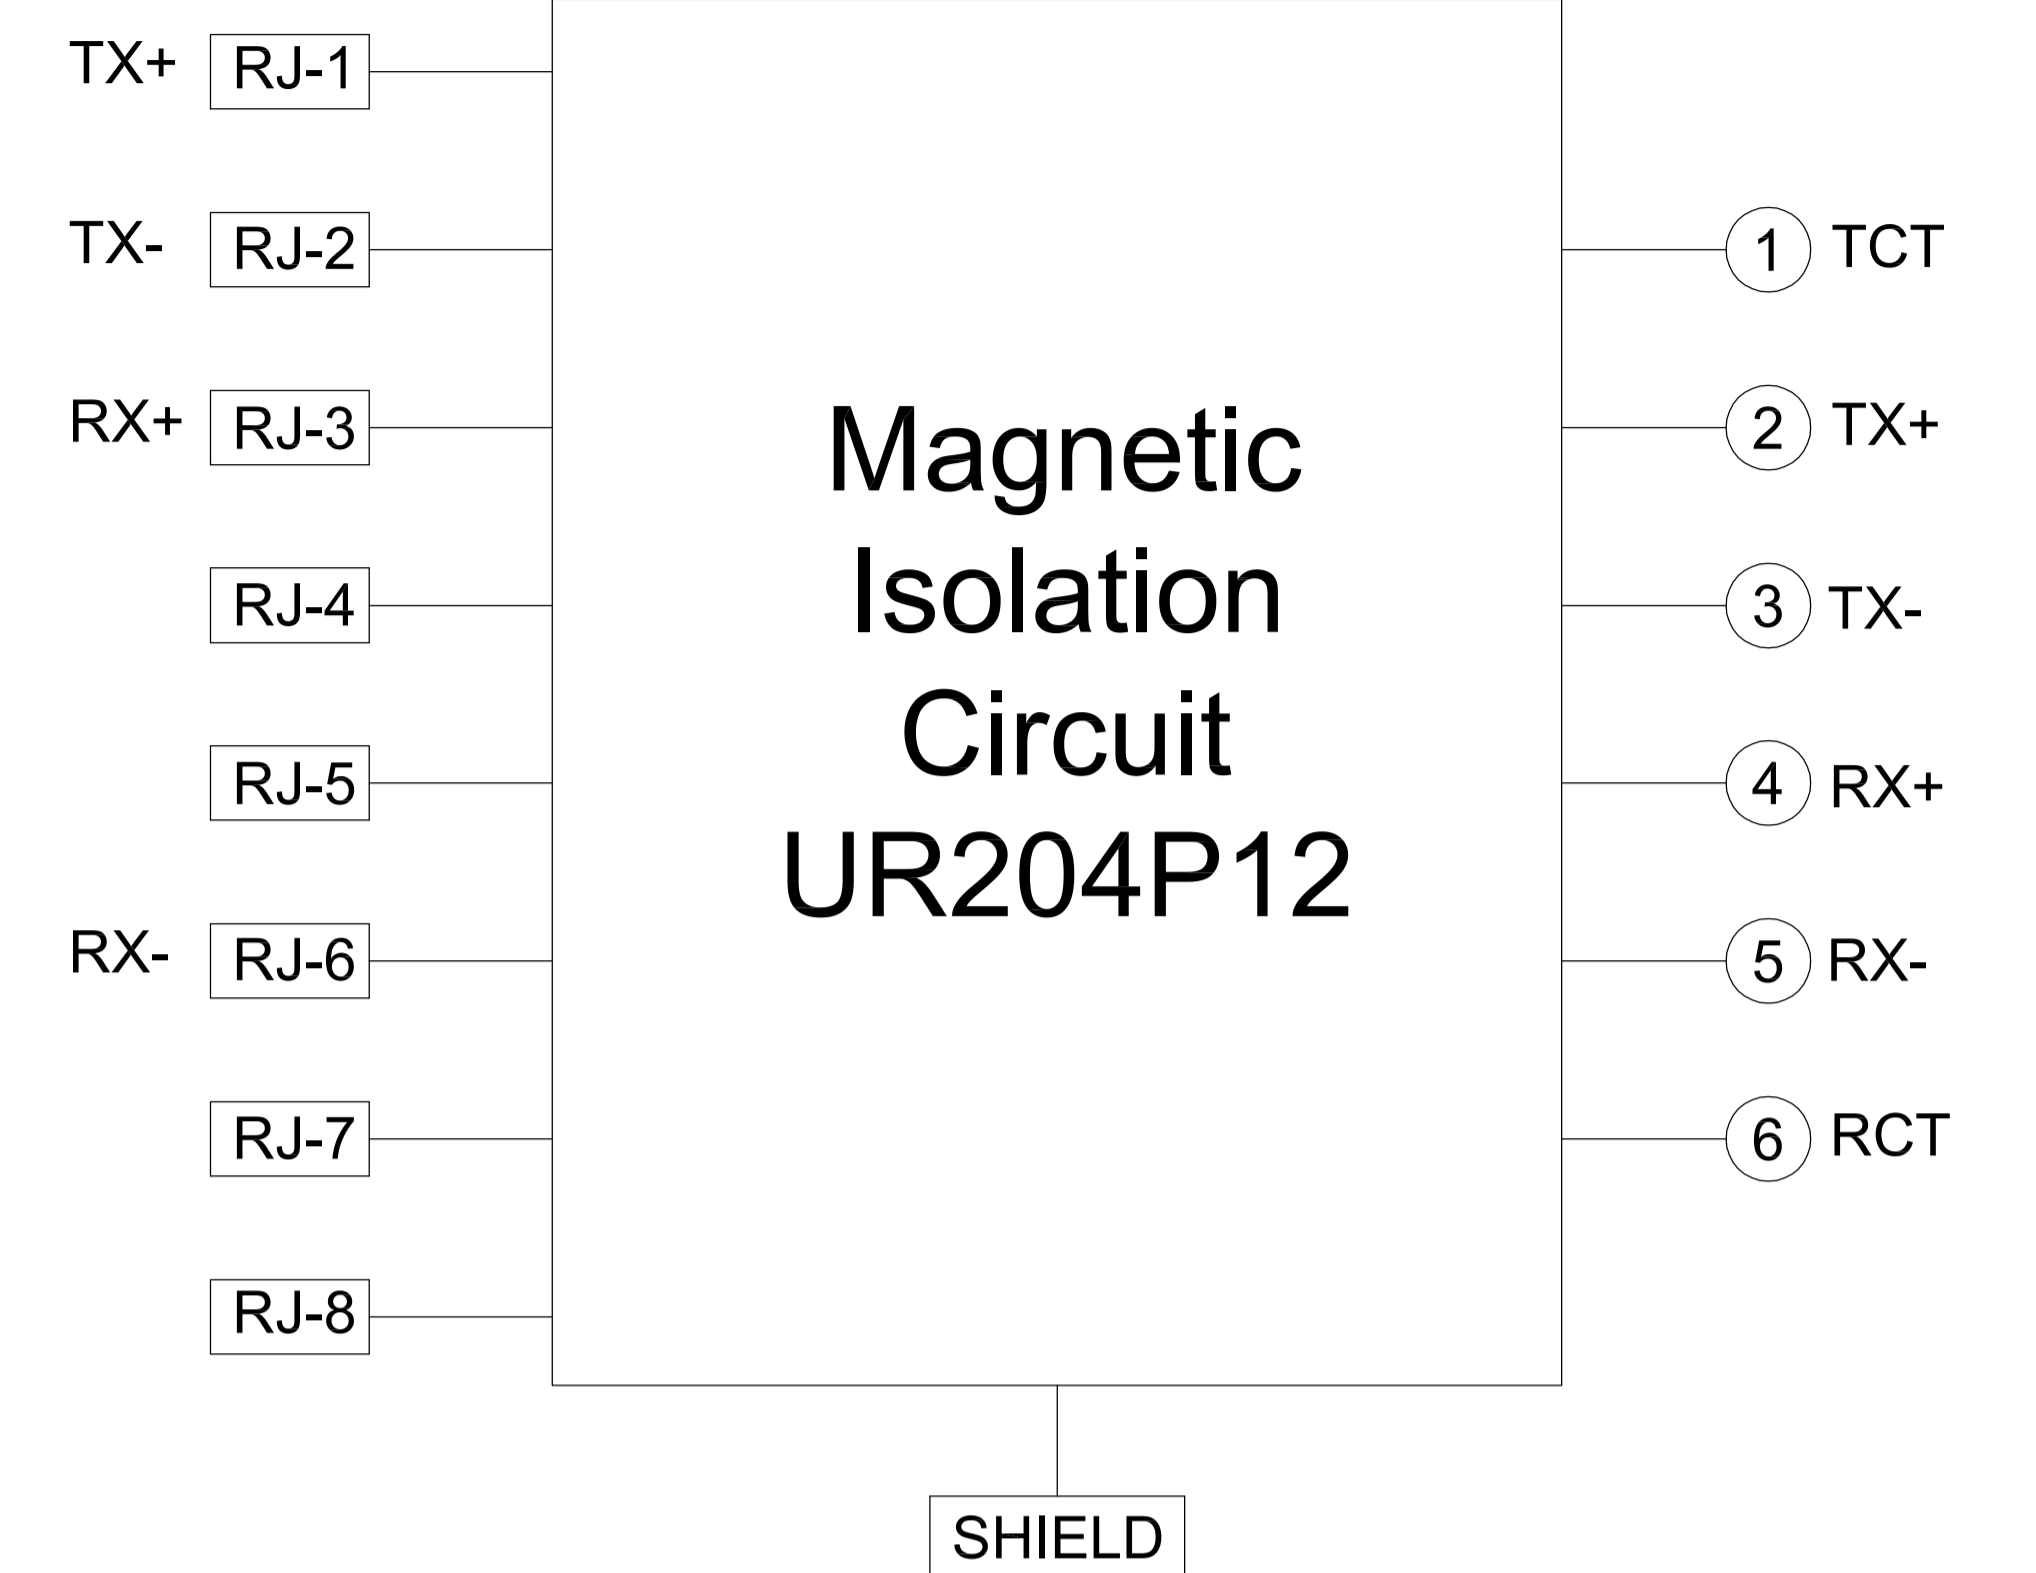 TX+ RJ-1
TX- RJ-2 1 TCT
RX+ RJ-3 2 TX+
Magnetic
RJ-4 3 TX-
Isolation
Circuit
RJ-5 4 RX+
UR204P12
RX- RJ-6 5 RX-
RJ-7 6 RCT
RJ-8
SHIELD